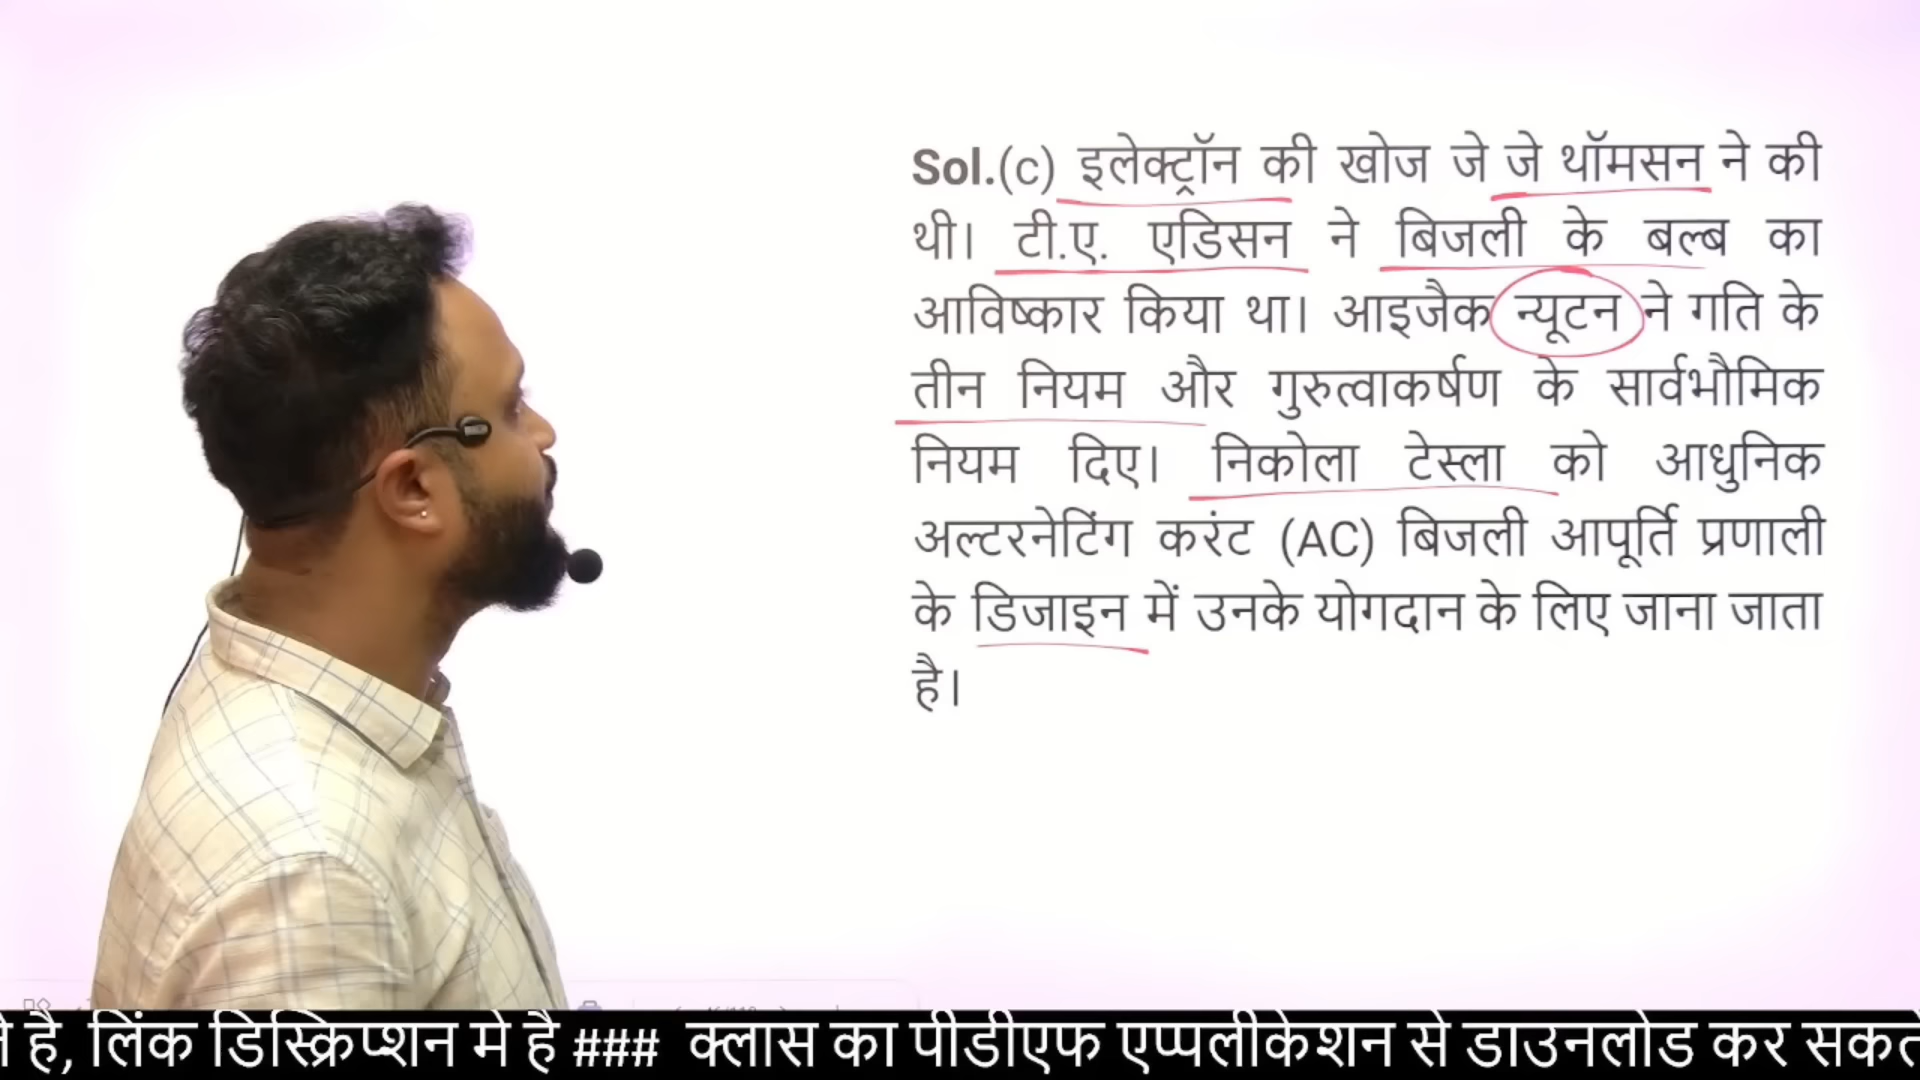 Sol.(c) इलेक्ट्रॉन की खोज जे जे थॉमसन ने की
थी। टी.ए. एडिसन ने बिजली के बल्ब का
आविष्कार किया था। आइजैक न्यूटन ने गति के
तीन नियम और गुरुत्वाकर्षण के सार्वभौमिक
नियम दिए। निकोला टेस्ला को आधुनिक
अल्टरनेटिंग करंट (AC) बिजली आपूर्ति प्रणाली
के डिजाइन में उनके योगदान के लिए जाना जाता
है।
है, लिंक डिस्क्रिप्शन मे है ### क्लास का पीडीएफ एप्पलीकेशन से डाउनलोड कर सकते